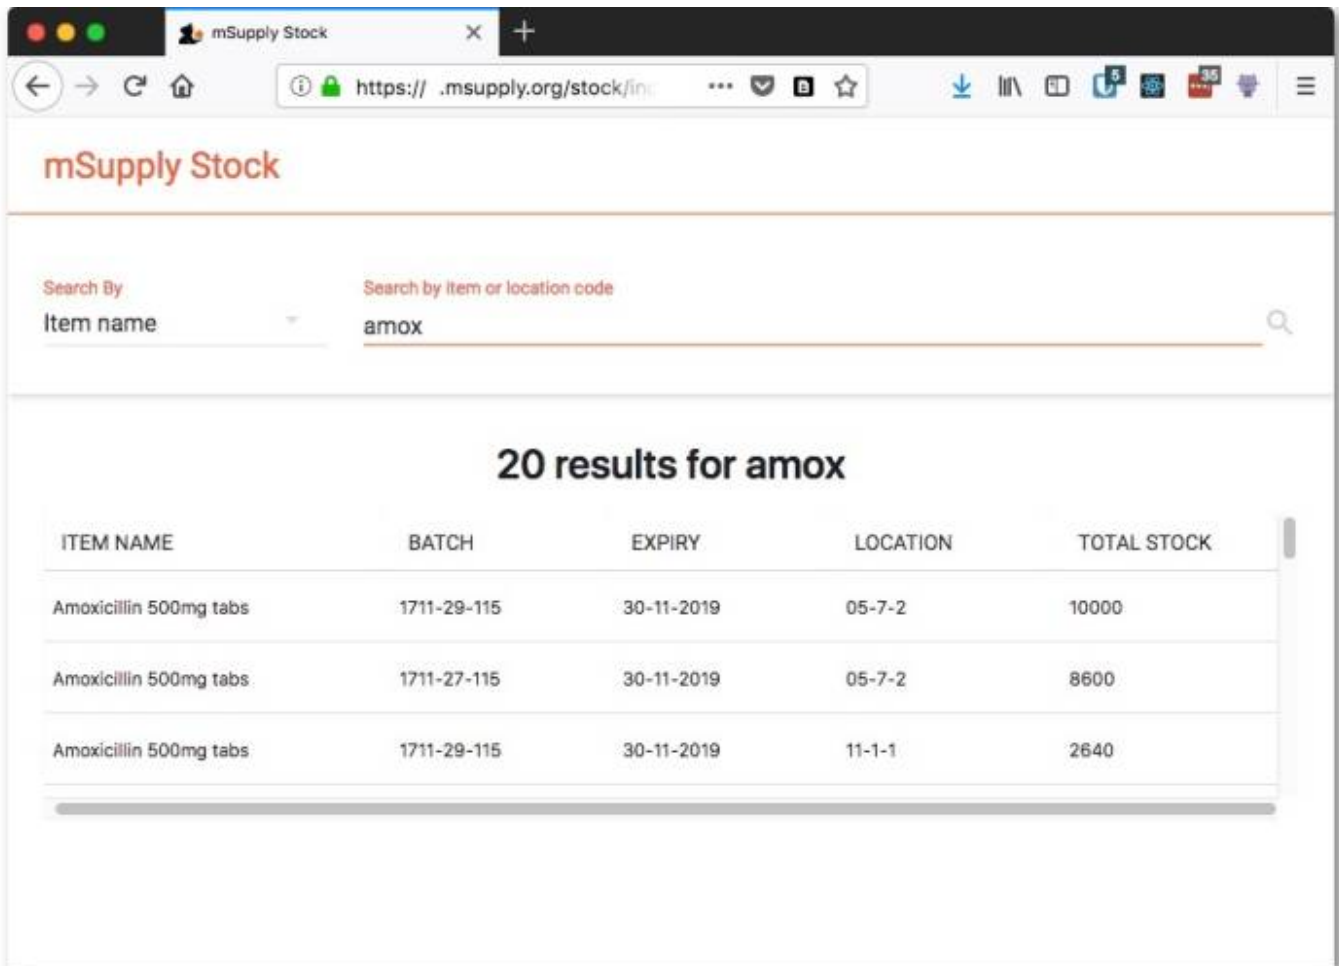 mSupply Stock
https:// .msupply.org/stock/in
5
35
mSupply Stock
Search By
Search by item or location code
Item name
amox
20 results for amox
ITEM NAME BATCH EXPIRY LOCATION TOTAL STOCK
Amoxicillin 500mg tabs 1711-29-115 30-11-2019 05-7-2 10000
Amoxicillin 500mg tabs 1711-27-115 30-11-2019 05-7-2 8600
Amoxicillin 500mg tabs 1711-29-115 30-11-2019 11-1-1 2640